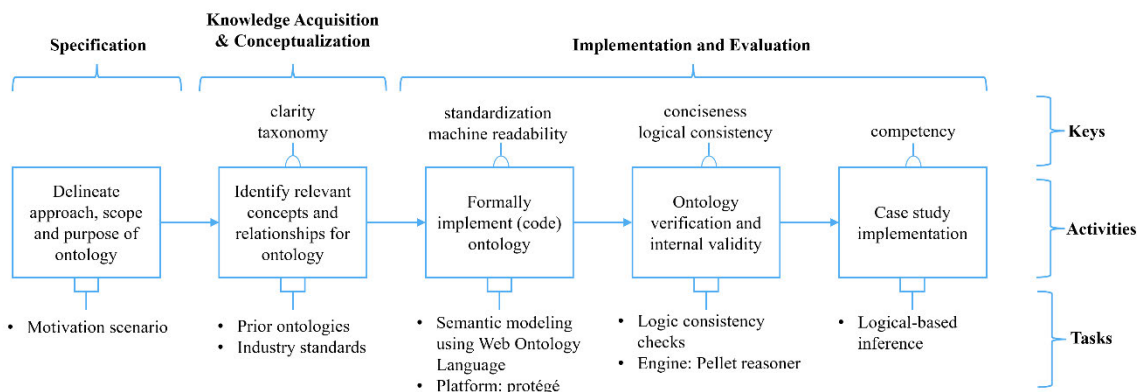 Specification
Knowledge Acquisition
& Conceptualization
Implementation and Evaluation
clarity
taxonomy
standardization
machine readability
conciseness
logical consistency
competency
Keys
Delineate
approach, scope
and purpose of
ontology
Identify relevant
concepts and
relationships for
ontology
Formally
implement (code)
ontology
Ontology
verification and
internal validity
Case study
implementation
Activities
• Motivation scenario
• Prior ontologies
• Industry standards
• Semantic modeling
using Web Ontology
Language
• Platform: protégé
• Logic consistency
checks
• Engine: Pellet reasoner
• Logical-based
inference
Tasks